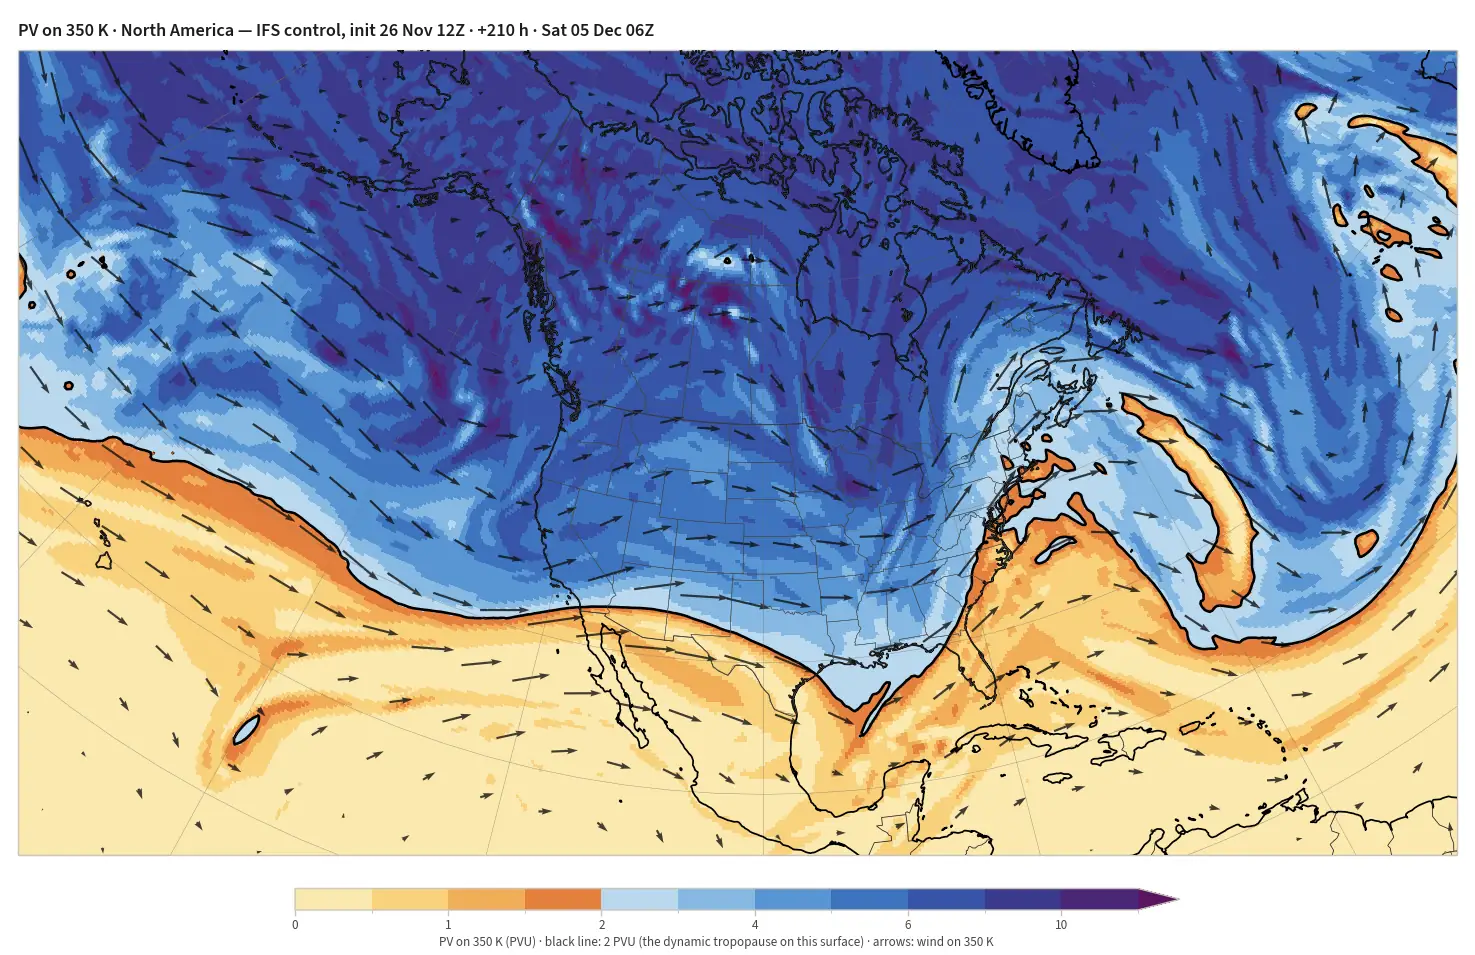 PV on 350 K · North America — IFS control, init 26 Nov 12Z · +210 h · Sat 05 Dec 06Z
0 1 2 4 6 10
PV on 350 K (PVU) · black line: 2 PVU (the dynamic tropopause on this surface) · arrows: wind on 350 K